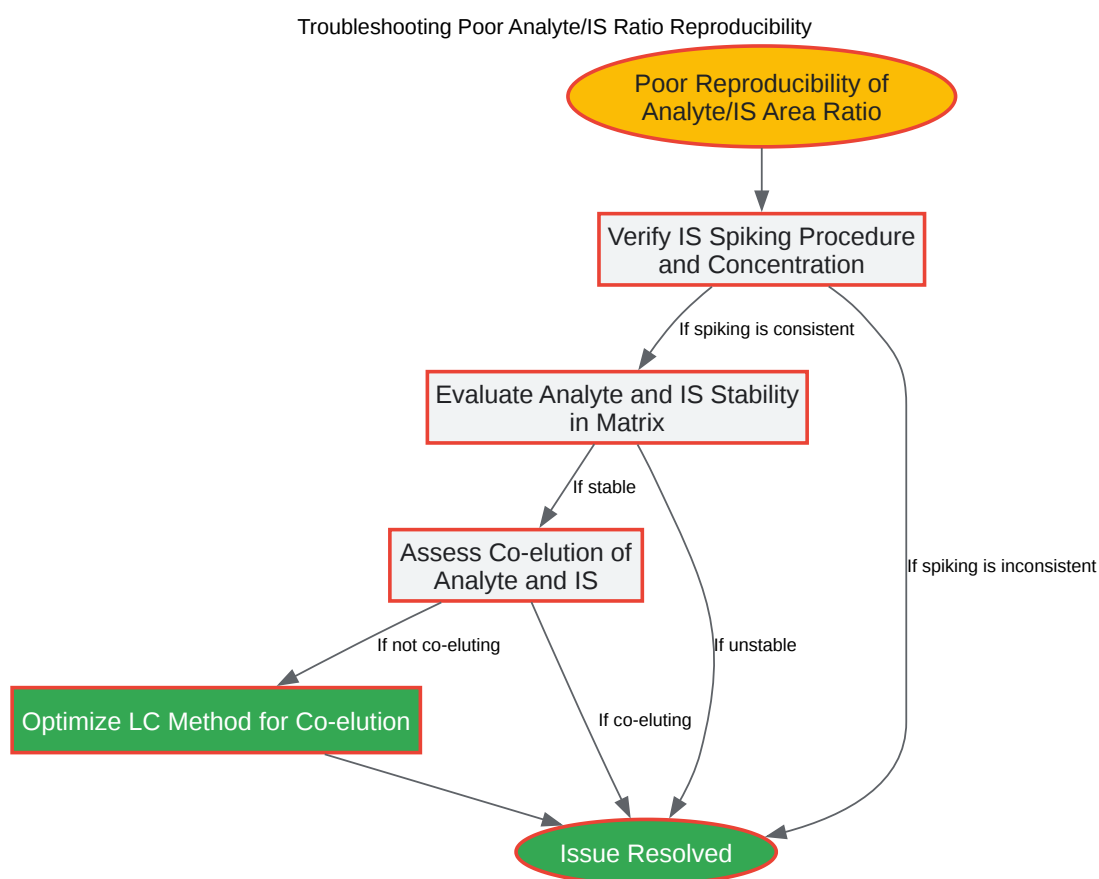 Troubleshooting Poor Analyte/IS Ratio Reproducibility
Poor Reproducibility of
Analyte/IS Area Ratio
Verify IS Spiking Procedure
and Concentration
If spiking is consistent
Evaluate Analyte and IS Stability
in Matrix
If stable
Assess Co-elution of
Analyte and IS
If spiking is inconsistent
If not co-eluting
If unstable
Optimize LC Method for Co-elution
If co-eluting
Issue Resolved